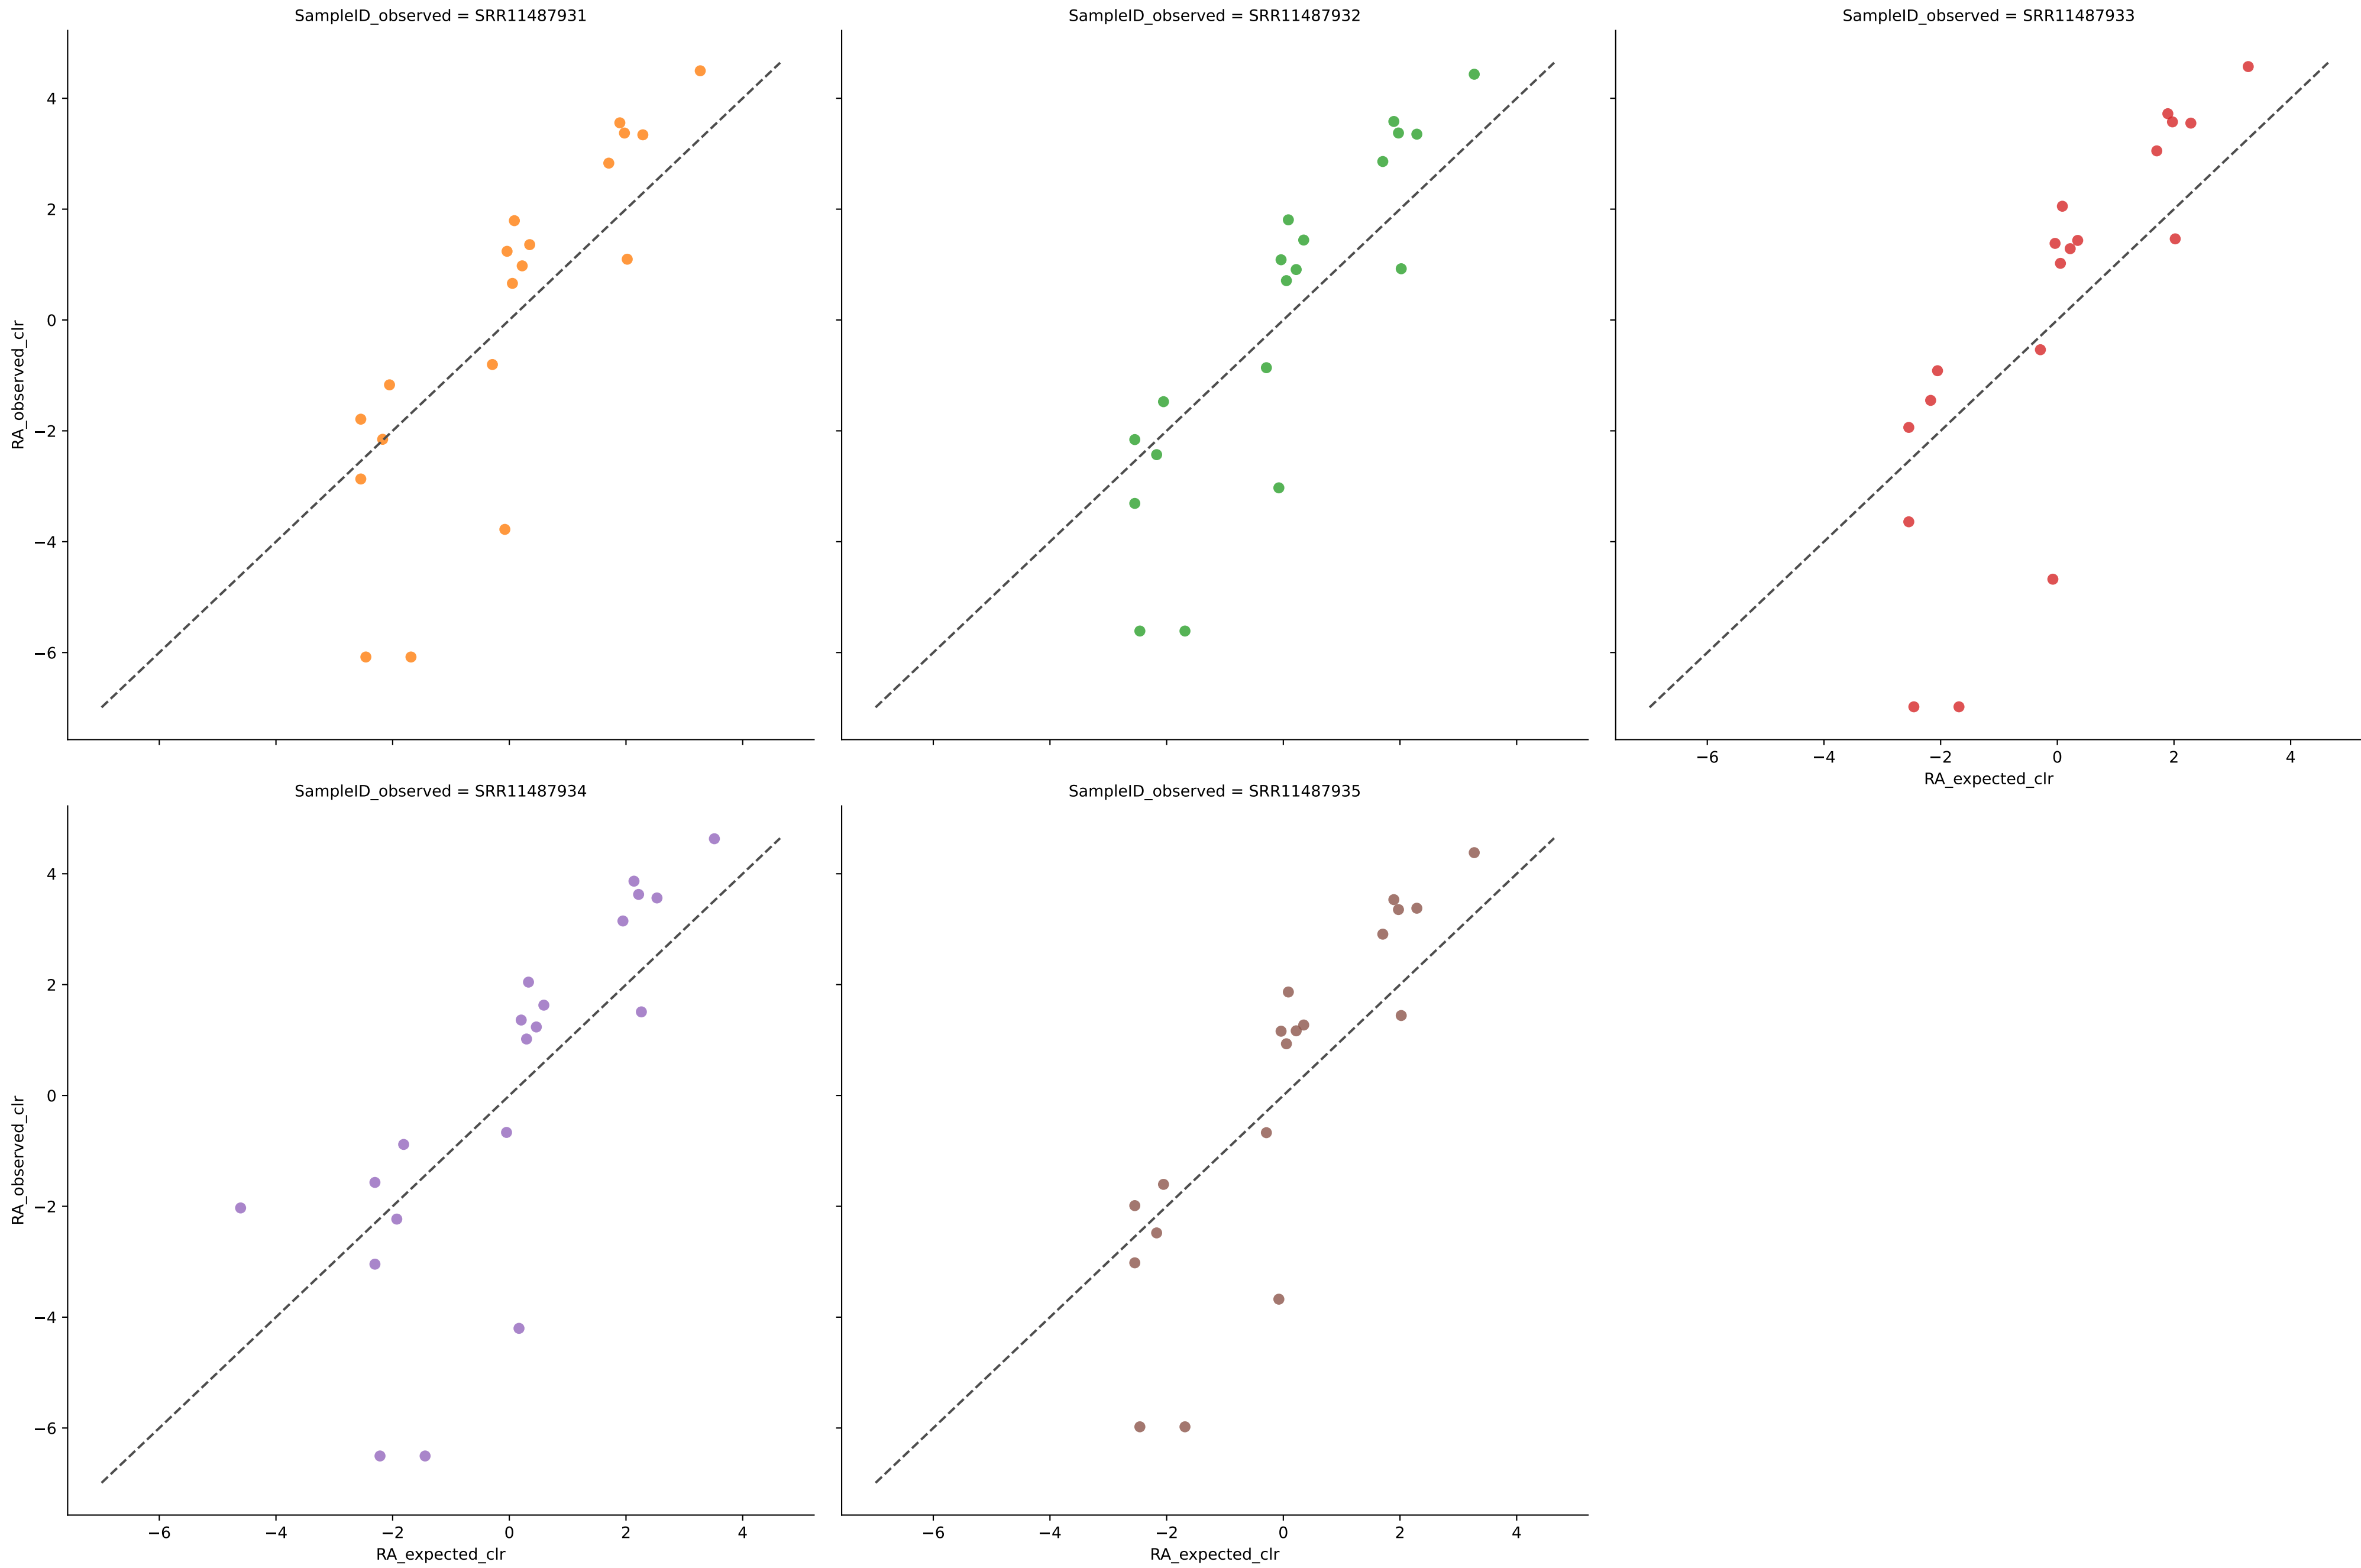 SampleID_observed = SRR11487931
SampleID_observed = SRR11487932
SampleID_observed = SRR11487933
4
2
0
−2
−4
−6
RA_observed_clr
−6 −4 −2 0 2 4
RA_expected_clr
SampleID_observed = SRR11487934
SampleID_observed = SRR11487935
4
2
0
−2
−4
−6
RA_observed_clr
−6 −4 −2 0 2 4
−6 −4 −2 0 2 4
RA_expected_clr
RA_expected_clr